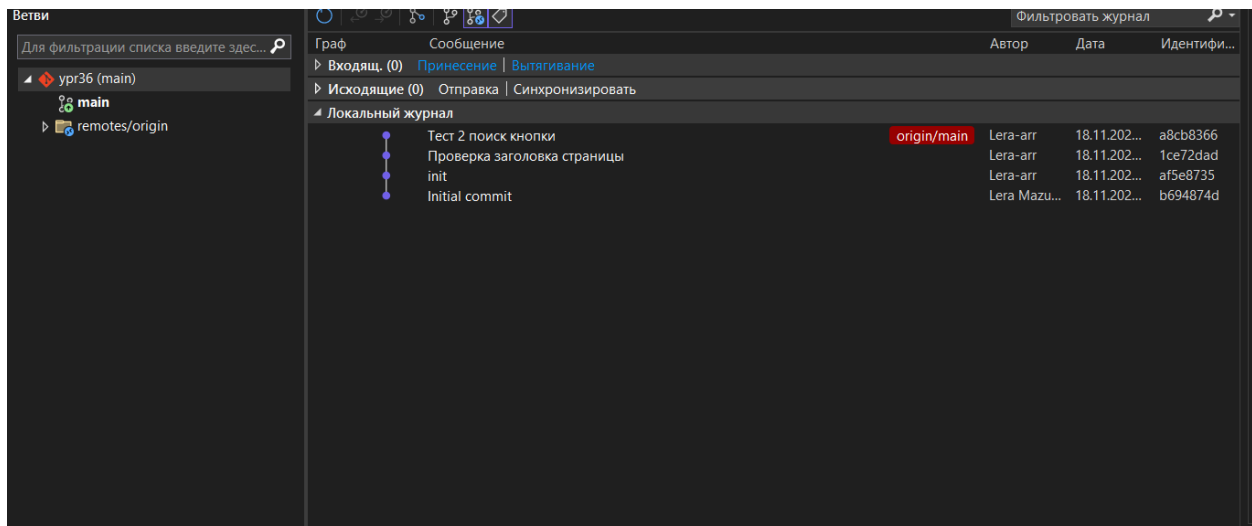 Ветви
Фильтровать журнал
Для фильтрации списка введите здес...
Граф Сообщение Автор Дата Идентифи...
Входящ. (0) Принесение | Вытягивание
ypr36 (main)
Исходящие (0) Отправка | Синхронизировать
main
Локальный журнал
remotes/origin
Тест 2 поиск кнопки origin/main Lera-arr 18.11.202... a8cb8366
Проверка заголовка страницы Lera-arr 18.11.202... 1ce72dad
init Lera-arr 18.11.202... af5e8735
Initial commit Lera Mazu... 18.11.202... b694874d